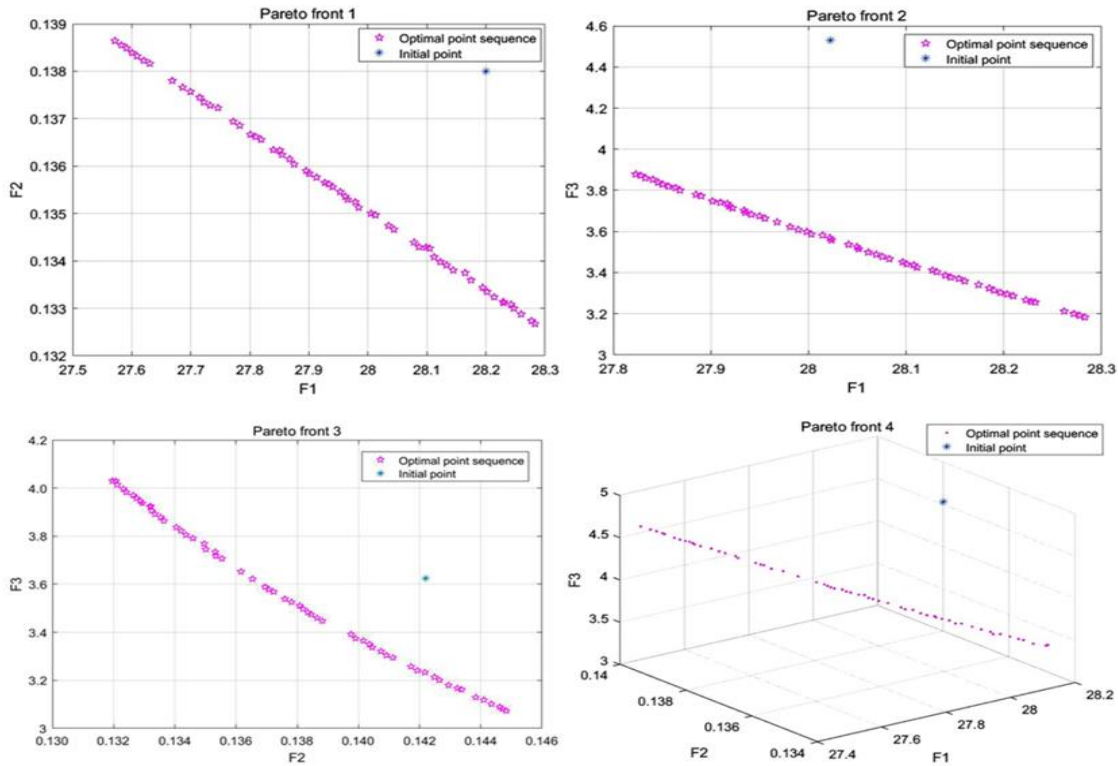 Pareto front 1
Optimal point sequence
Initial point
0.139
0.138
0.137
0.136
0.135
0.134
0.133
0.132
F2
27.5 27.6 27.7 27.8 27.9 28 28.1 28.2 28.3
F1
Pareto front 2
Optimal point sequence
Initial point
4.6
4.4
4.2
4
3.8
3.6
3.4
3.2
3
F3
27.8 27.9 28 28.1 28.2 28.3
F1
Pareto front 3
Optimal point sequence
Initial point
4.2
4.0
3.8
3.6
3.4
3.2
3
F3
0.130 0.132 0.134 0.136 0.138 0.140 0.142 0.144 0.146
F2
Pareto front 4
Optimal point sequence
Initial point
5
4.5
4
3.5
3
F3
0.14
0.138
0.136
0.134
F2
27.4
27.6
27.8
28
28.2
F1